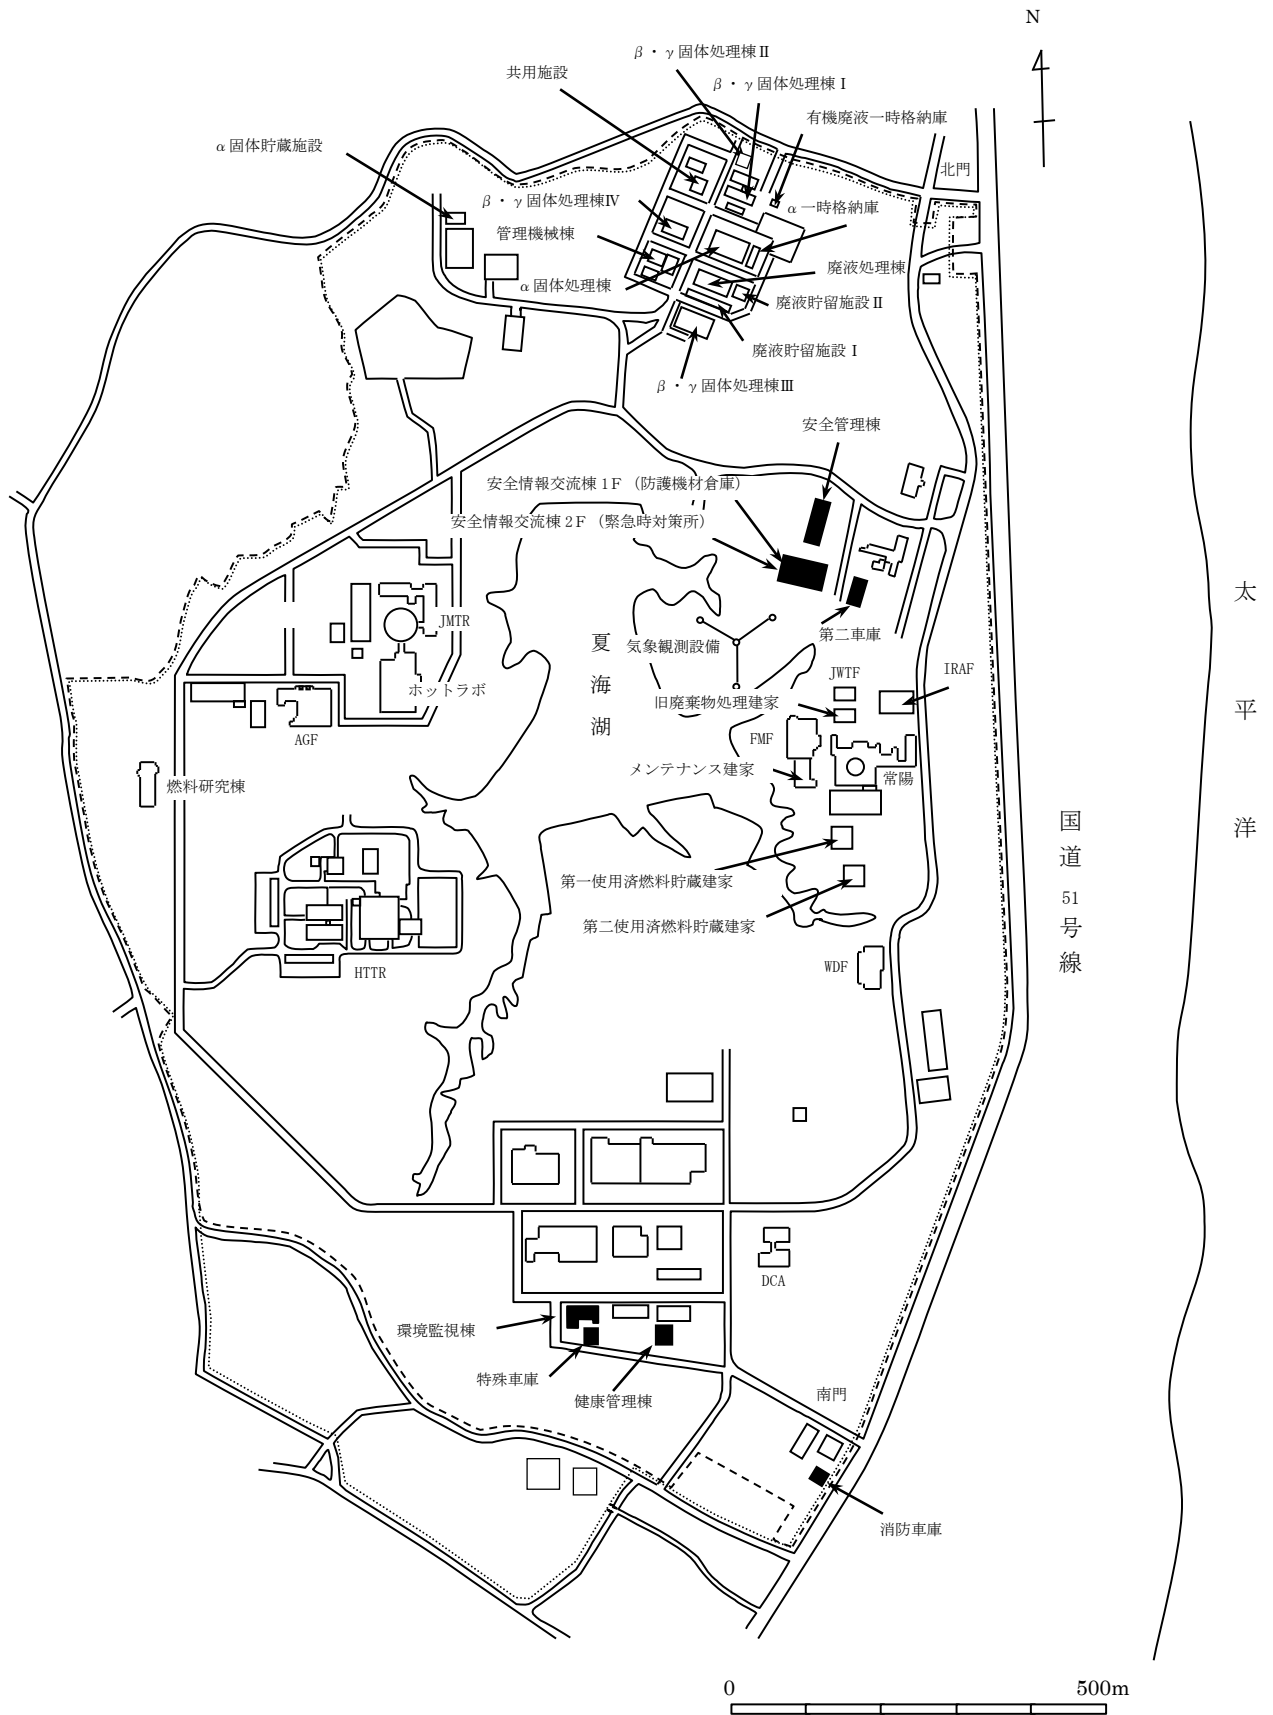 N
β・γ固体処理棟Ⅱ
共用施設
β・γ固体処理棟Ⅰ
有機廃液一時格納庫
α固体貯蔵施設
北門
β・γ固体処理棟Ⅳ
α一時格納庫
管理機械棟
廃液処理棟
α固体処理棟
廃液貯留施設Ⅱ
廃液貯留施設Ⅰ
β・γ固体処理棟Ⅲ
安全管理棟
安全情報交流棟1F（防護機材倉庫）
安全情報交流棟2F（緊急時対策所）
太平洋
JMTR
第二車庫
夏海湖
気象観測設備
JWTF
IRAF
ホットラボ
旧廃棄物処理建家
AGF
FMF
メンテナンス建家
常陽
燃料研究棟
国道51号線
第一使用済燃料貯蔵建家
第二使用済燃料貯蔵建家
WDF
HTTR
DCA
環境監視棟
特殊車庫
健康管理棟
南門
消防車庫
0 500m